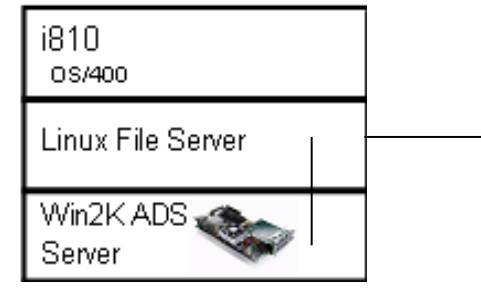 i810
OS/400
Linux File Server
Win2K ADS
Server